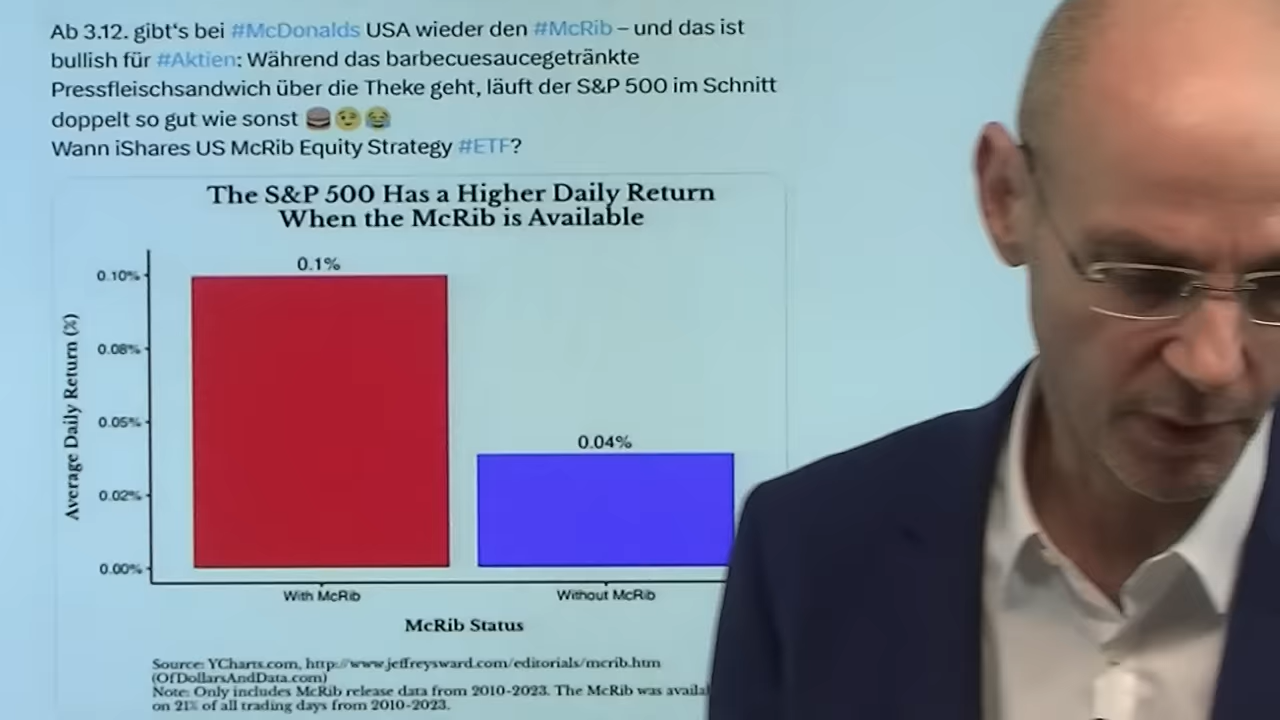 Ab 3.12. gibt's bei #McDonalds USA wieder den #McRib – und das ist
bullish für #Aktien: Während das barbecuesaucegetränkte
Pressfleischsandwich über die Theke geht, läuft der S&P 500 im Schnitt
doppelt so gut wie sonst 🍔😉😂
Wann iShares US McRib Equity Strategy #ETF?
The S&P 500 Has a Higher Daily Return
When the McRib is Available
0.1%
0.10%
0.08%
0.05%
0.04%
0.02%
0.00%
Average Daily Return (%)
With McRib
Without McRib
McRib Status
Source: YCharts.com, http://www.jeffreysward.com/editorials/mcrib.htm
(OfDollarsAndData.com)
Note: Only includes McRib release data from 2010-2023. The McRib was
on 21% of all trading days from 2010-2023.